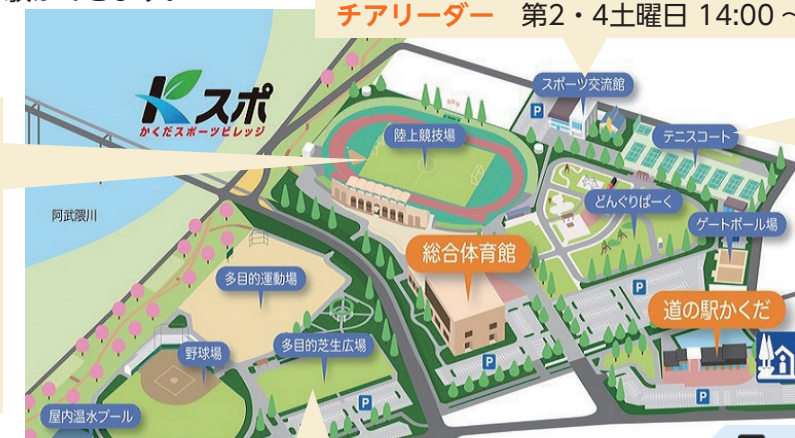 チアリーダー 第2・4土曜日 14:00～
Kスポ
かくだスポーツビレッジ
スポーツ交流館
P
陸上競技場
テニスコート
阿武隈川
どんぐりぱーく
ゲートボール場
総合体育館
多目的運動場
P
道の駅かくだ
野球場
多目的芝生広場
P
P
P
屋内温水プール